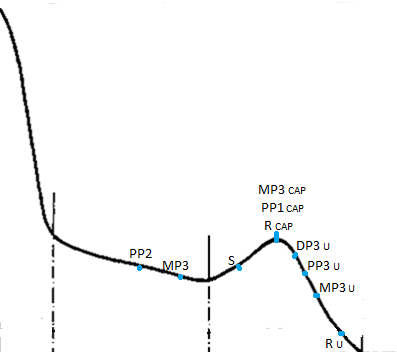 MP3 CAP
PP1 CAP
R CAP
PP2
MP3
S
DP3 U
PP3 U
MP3 U
R U